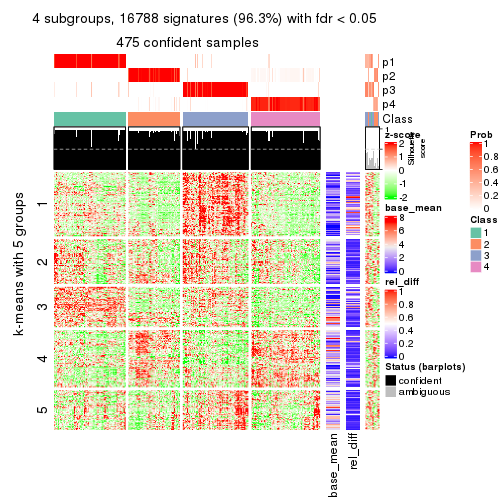 4 subgroups, 16788 signatures (96.3%) with fdr < 0.05
475 confident samples
p1
p2
p3
p4
Class
1
Silhouette
score
k-means with 5 groups
1
2
3
4
5
base_mean
rel_diff
z-score
2
1
0
-1
-2
base_mean
8
6
4
2
0
rel_diff
1
0.8
0.6
0.4
0.2
0
Status (barplots)
confident
ambiguous
Prob
1
0.8
0.6
0.4
0.2
0
Class
1
2
3
4